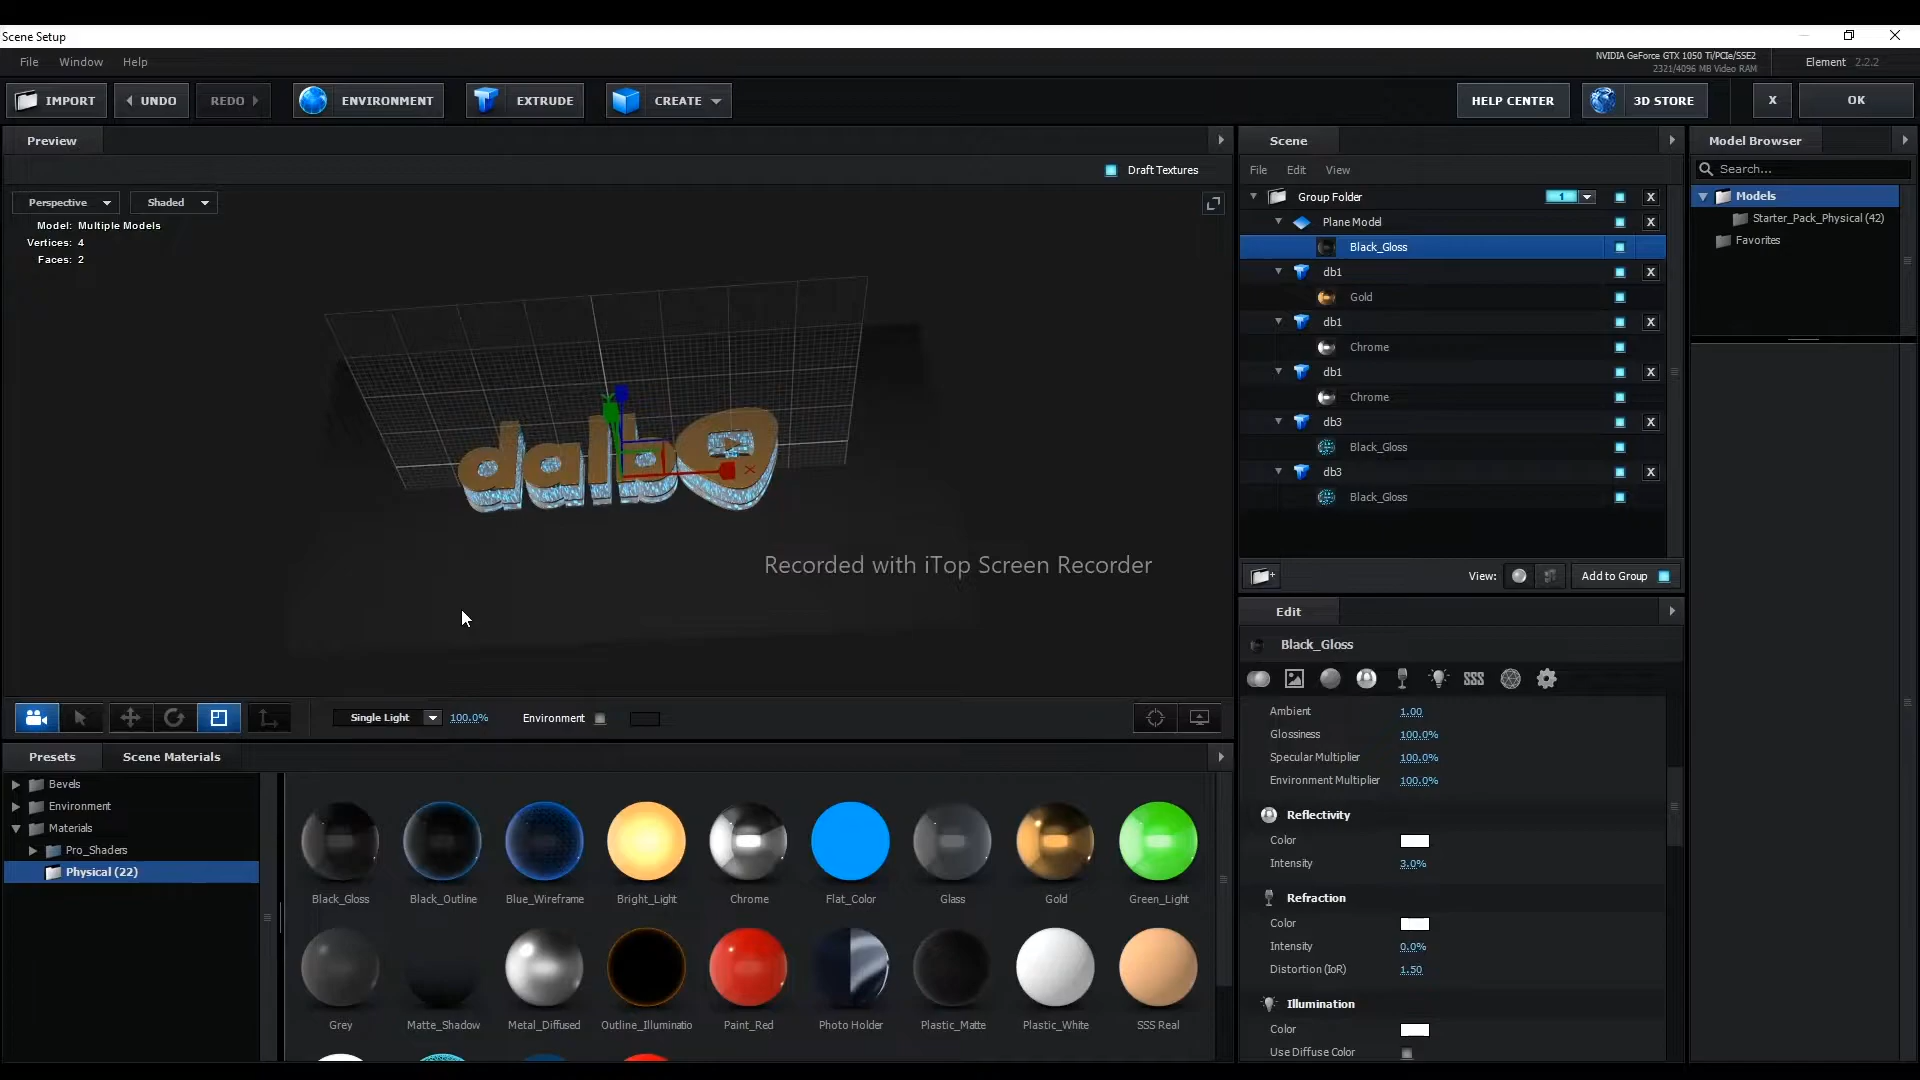 Scene Setup
File Window Help
NVIDIA GeForce GTX 1050 Ti/PCIe/SSE2
2321/4096 MB Video RAM
Element 2.2.2
IMPORT UNDO REDO ENVIRONMENT EXTRUDE CREATE HELP CENTER 3D STORE X OK
Preview
Draft Textures
Perspective Shaded
Model: Multiple Models
Vertices: 4
Faces: 2
dalb
Recorded with iTop Screen Recorder
Single Light 100.0% Environment
Scene
File Edit View
Group Folder 1 X
Plane Model X
Black_Gloss
db1 X
Gold
db1 X
Chrome
db1 X
Chrome
db3 X
Black_Gloss
db3 X
Black_Gloss
View: Add to Group
Model Browser
Search...
Models
Starter_Pack_Physical (42)
Favorites
Edit
Black_Gloss
SSS
Ambient 1.00
Glossiness 100.0%
Specular Multiplier 100.0%
Environment Multiplier 100.0%
Reflectivity
Color
Intensity 3.0%
Refraction
Color
Intensity 0.0%
Distortion (IoR) 1.50
Illumination
Color
Use Diffuse Color
Presets Scene Materials
Bevels
Environment
Materials
Pro_Shaders
Physical (22)
Black_Gloss Black_Outline Blue_Wireframe Bright_Light Chrome Flat_Color Glass Gold Green_Light
Grey Matte_Shadow Metal_Diffused Outline_Illuminatio Paint_Red Photo Holder Plastic_Matte Plastic_White SSS Real